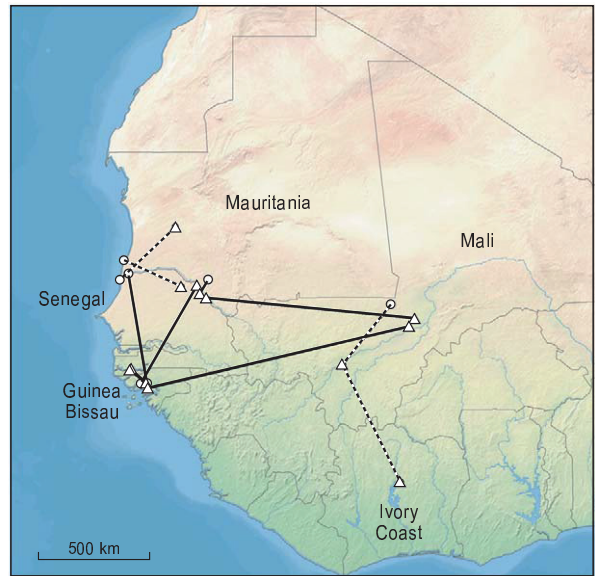 Mauritania
Mali
Senegal
Guinea
Bissau
Ivory
Coast
500 km